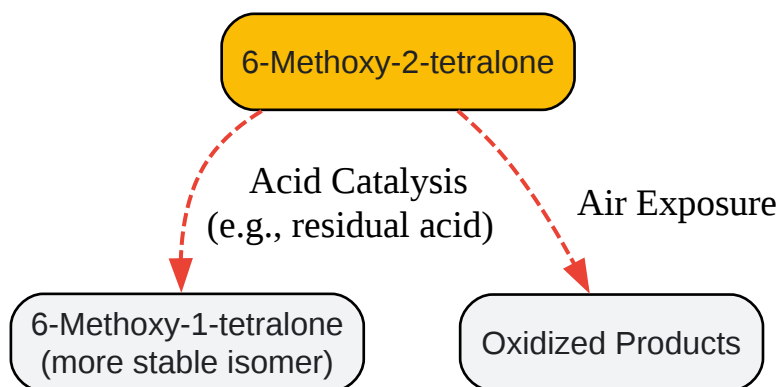 6-Methoxy-2-tetralone
Acid Catalysis
(e.g., residual acid)
Air Exposure
6-Methoxy-1-tetralone
(more stable isomer)
Oxidized Products